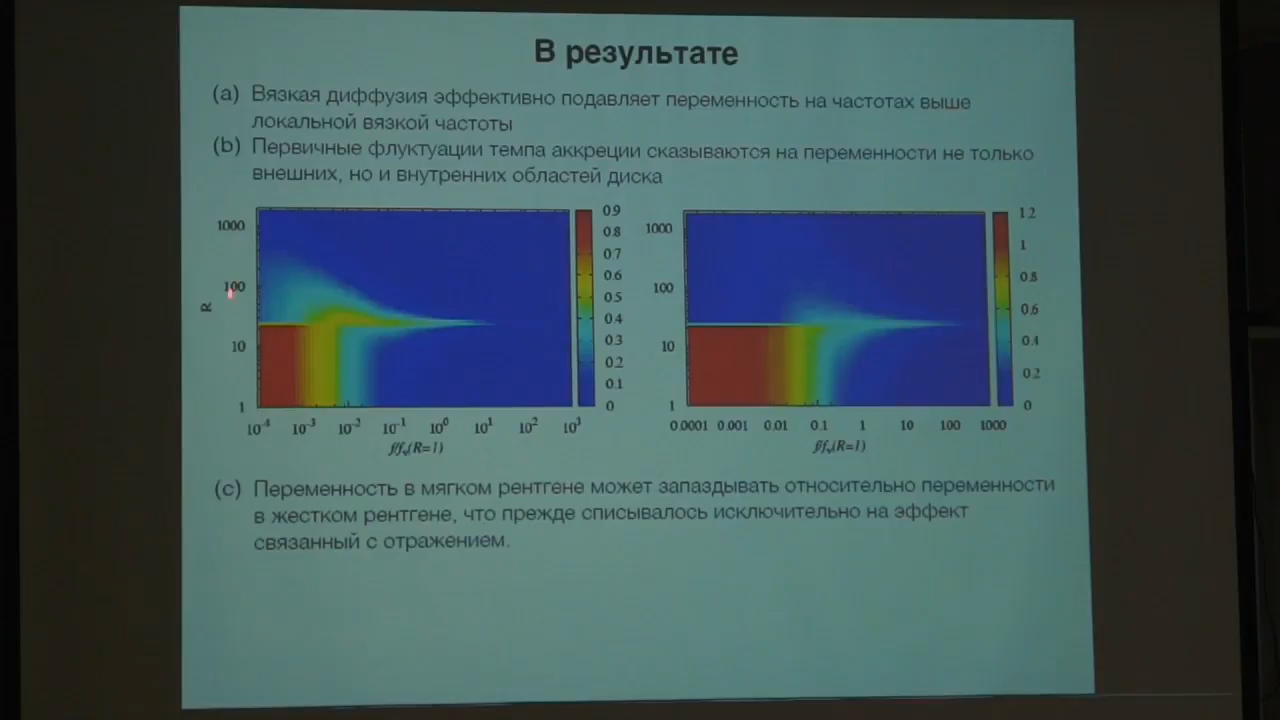 В результате
(a) Вязкая диффузия эффективно подавляет переменность на частотах выше
локальной вязкой частоты
(b) Первичные флуктуации темпа аккреции сказываются на переменности не только
внешних, но и внутренних областей диска
1000
100
10
1
R
10⁻⁴ 10⁻³ 10⁻² 10⁻¹ 10⁰ 10¹ 10² 10³
f/fᵥ(R=1)
0.9
0.8
0.7
0.6
0.5
0.4
0.3
0.2
0.1
0
1000
100
10
1
0.0001 0.001 0.01 0.1 1 10 100 1000
f/fᵥ(R=1)
1.2
1
0.8
0.6
0.4
0.2
0
(c) Переменность в мягком рентгене может запаздывать относительно переменности
в жестком рентгене, что прежде списывалось исключительно на эффект
связанный с отражением.